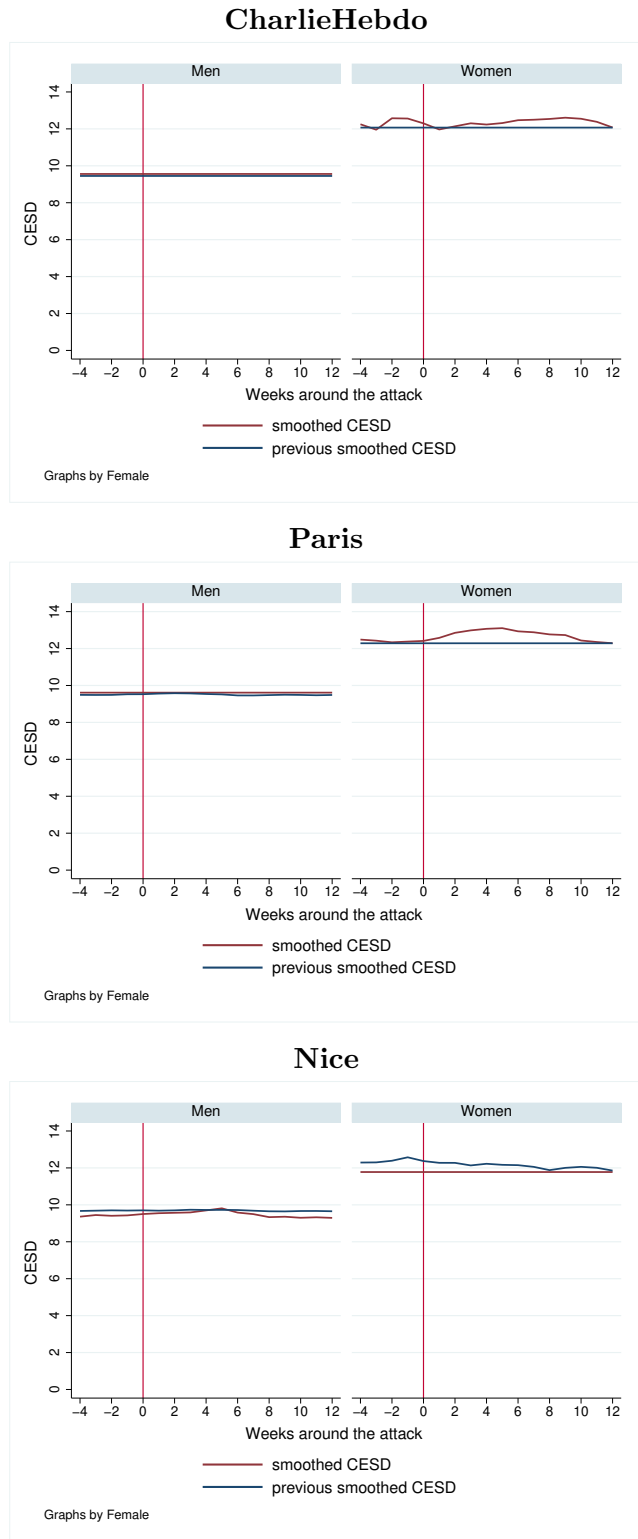 CharlieHebdo
Men Women
14
12
10
8
6
4
2
0
CESD
−4 −2 0 2 4 6 8 10 12 −4 −2 0 2 4 6 8 10 12
Weeks around the attack
smoothed CESD
previous smoothed CESD
Graphs by Female
Paris
Men Women
14
12
10
8
6
4
2
0
CESD
−4 −2 0 2 4 6 8 10 12 −4 −2 0 2 4 6 8 10 12
Weeks around the attack
smoothed CESD
previous smoothed CESD
Graphs by Female
Nice
Men Women
14
12
10
8
6
4
2
0
CESD
−4 −2 0 2 4 6 8 10 12 −4 −2 0 2 4 6 8 10 12
Weeks around the attack
smoothed CESD
previous smoothed CESD
Graphs by Female